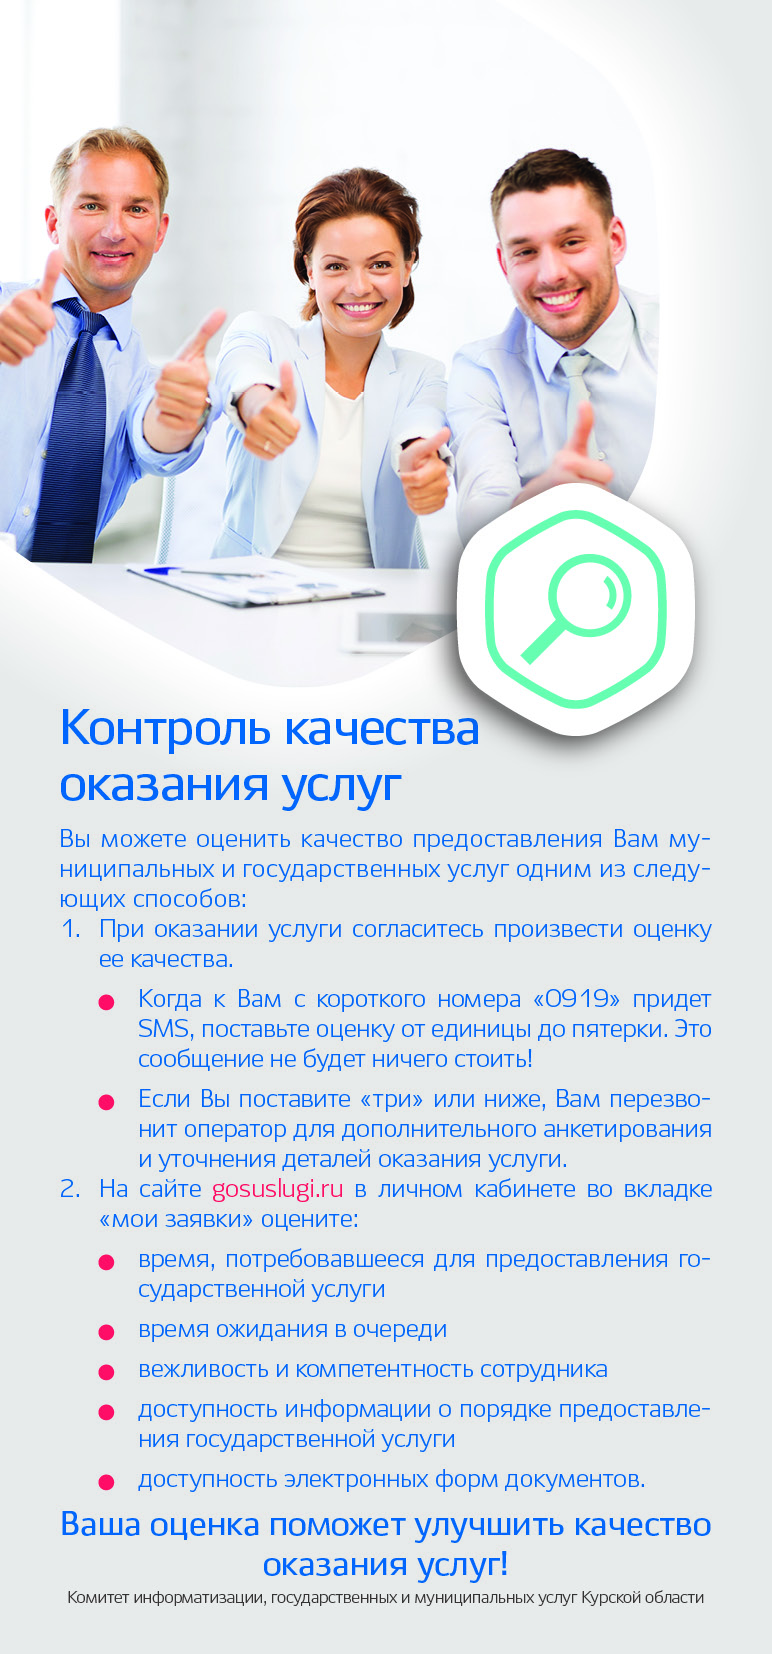 Контроль качества
оказания услуг
Вы можете оценить качество предоставления Вам му-
ниципальных и государственных услуг одним из следу-
ющих способов:
1. При оказании услуги согласитесь произвести оценку
ее качества.
Когда к Вам с короткого номера «0919» придет
SMS, поставьте оценку от единицы до пятерки. Это
сообщение не будет ничего стоить!
Если Вы поставите «три» или ниже, Вам перезво-
нит оператор для дополнительного анкетирования
и уточнения деталей оказания услуги.
2. На сайте gosuslugi.ru в личном кабинете во вкладке
«мои заявки» оцените:
время, потребовавшееся для предоставления го-
сударственной услуги
время ожидания в очереди
вежливость и компетентность сотрудника
доступность информации о порядке предоставле-
ния государственной услуги
доступность электронных форм документов.
Ваша оценка поможет улучшить качество
оказания услуг!
Комитет информатизации, государственных и муниципальных услуг Курской области